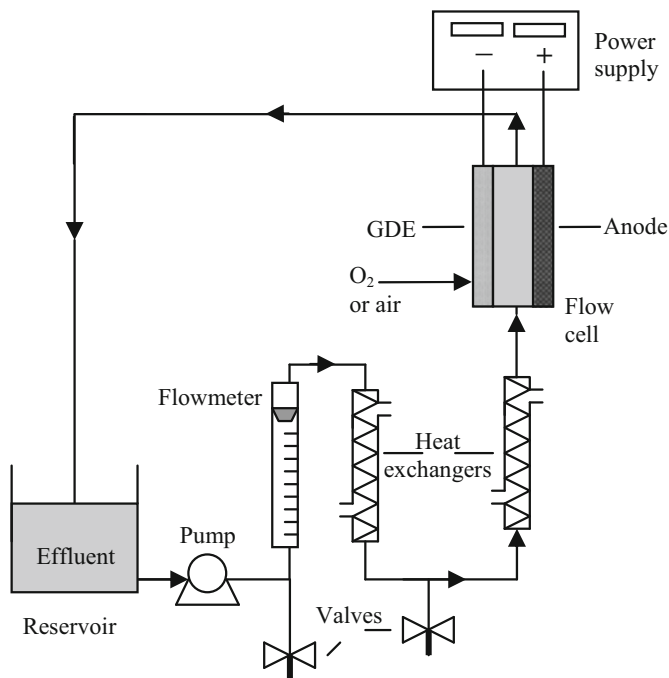 Power
supply
− +
GDE
Anode
O₂
or air
Flow
cell
Flowmeter
Heat
exchangers
Pump
Effluent
Valves
Reservoir